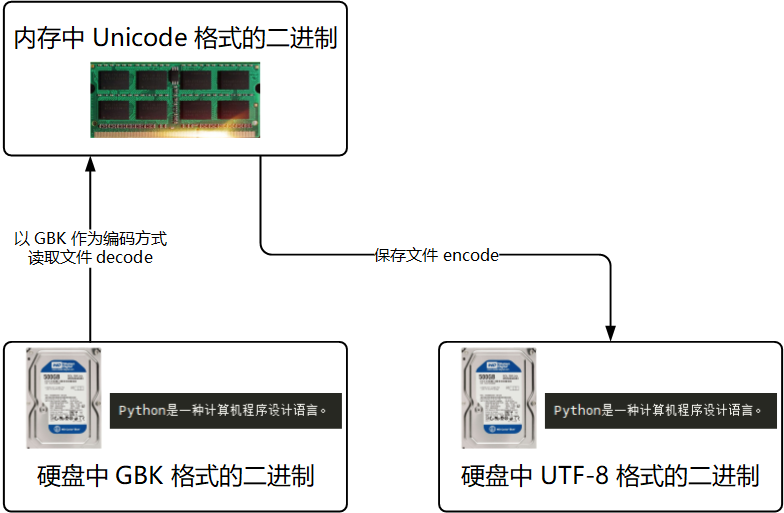 内存中 Unicode 格式的二进制
以 GBK 作为编码方式
读取文件 decode
保存文件 encode
500GB
Python是一种计算机程序设计语言。
硬盘中 GBK 格式的二进制
500GB
Python是一种计算机程序设计语言。
硬盘中 UTF-8 格式的二进制